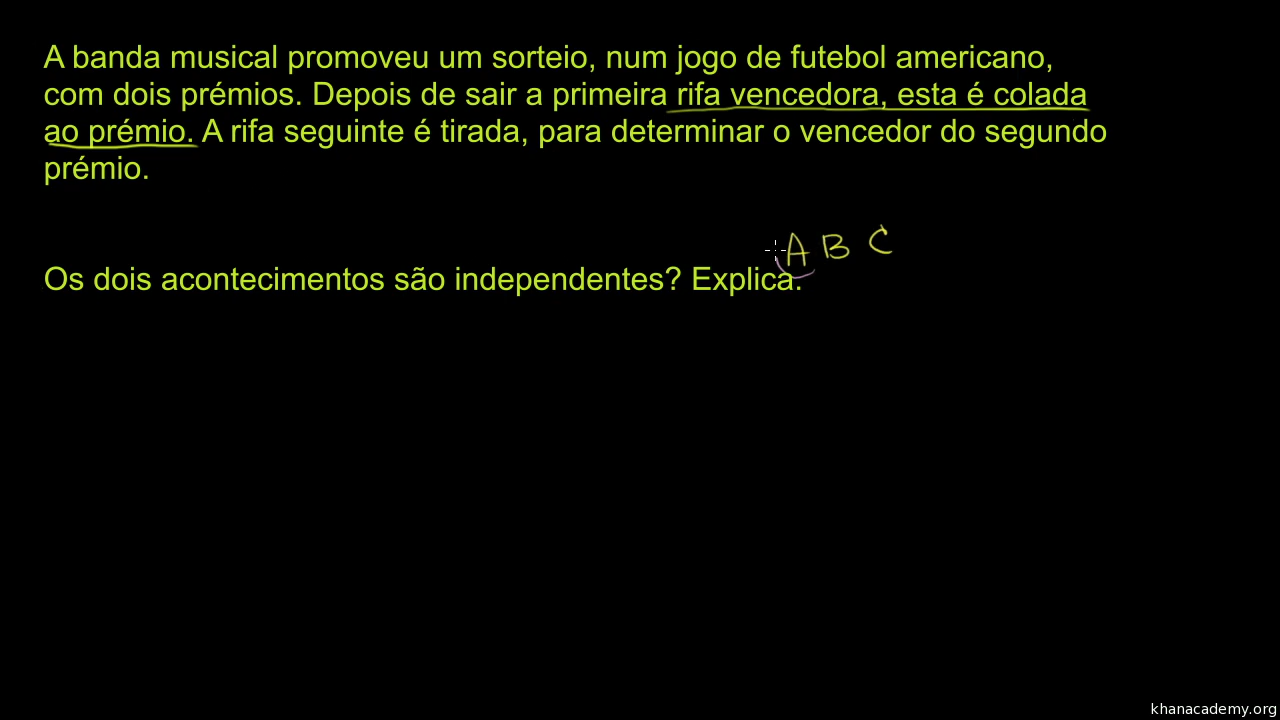 A banda musical promoveu um sorteio, num jogo de futebol americano,
com dois prémios. Depois de sair a primeira rifa vencedora, esta é colada
ao prémio. A rifa seguinte é tirada, para determinar o vencedor do segundo
prémio.
A B C
Os dois acontecimentos são independentes? Explica.
khanacademy.org